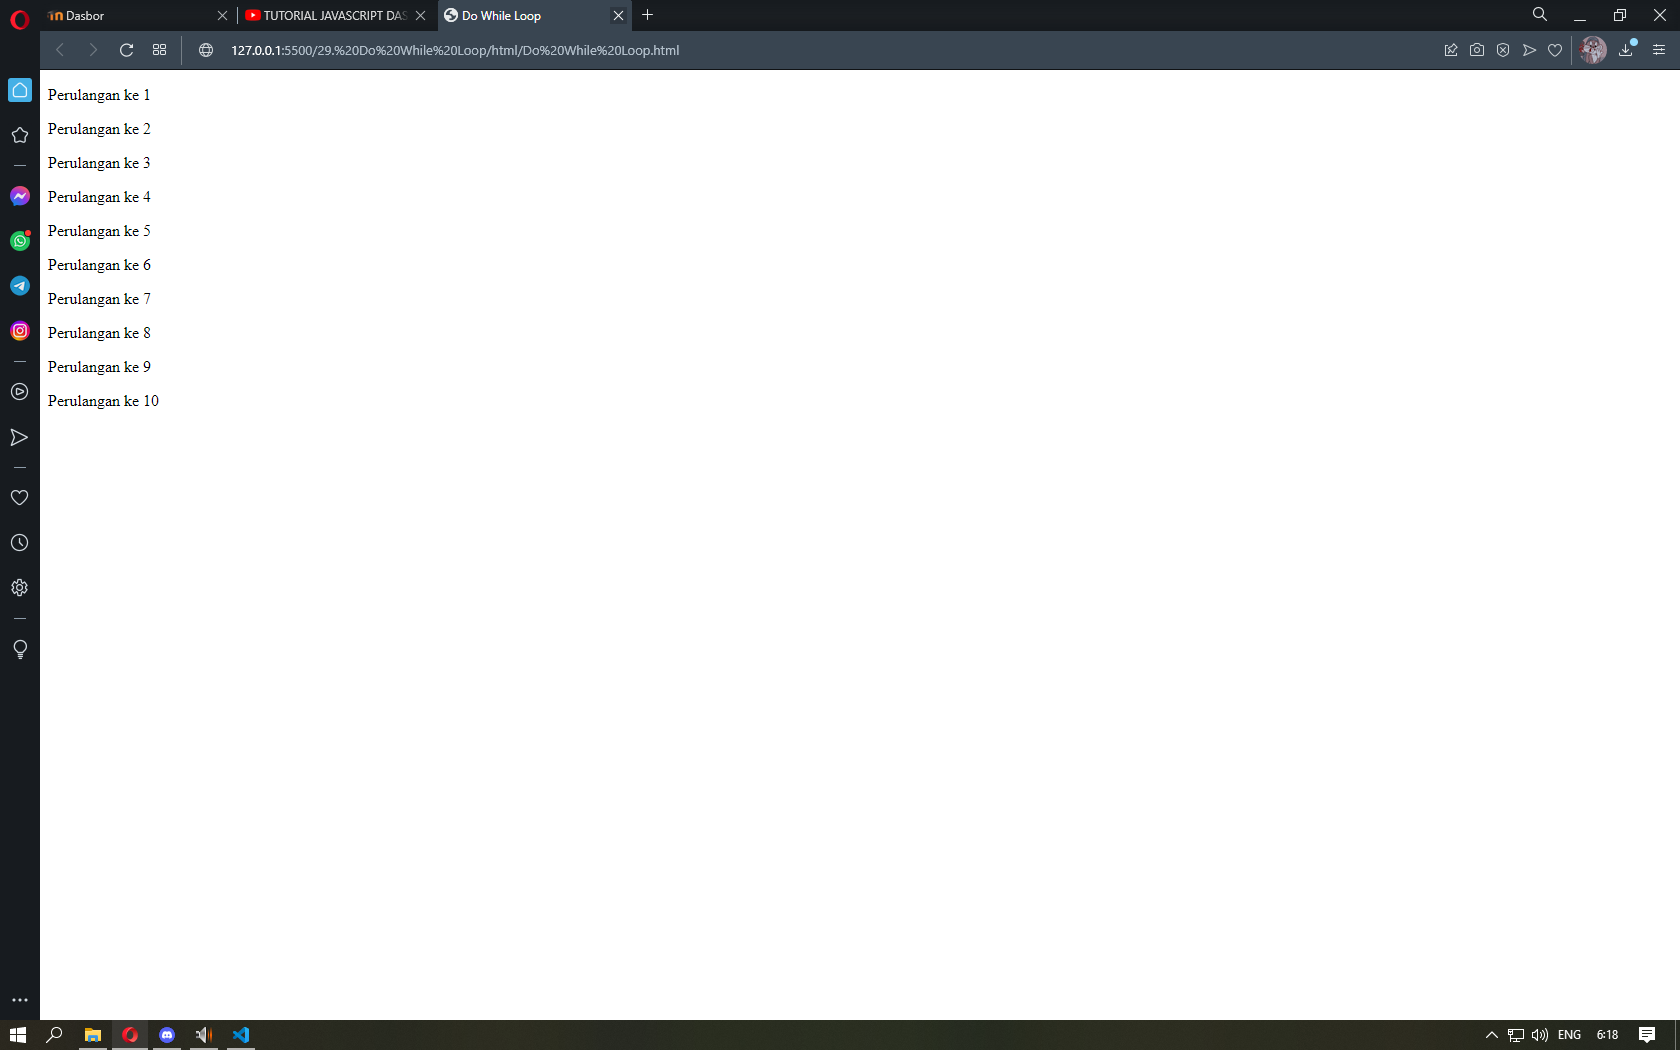 Dasbor
TUTORIAL JAVASCRIPT DAS
Do While Loop
127.0.0.1:5500/29.%20Do%20While%20Loop/html/Do%20While%20Loop.html
Perulangan ke 1
Perulangan ke 2
Perulangan ke 3
Perulangan ke 4
Perulangan ke 5
Perulangan ke 6
Perulangan ke 7
Perulangan ke 8
Perulangan ke 9
Perulangan ke 10
ENG
6:18